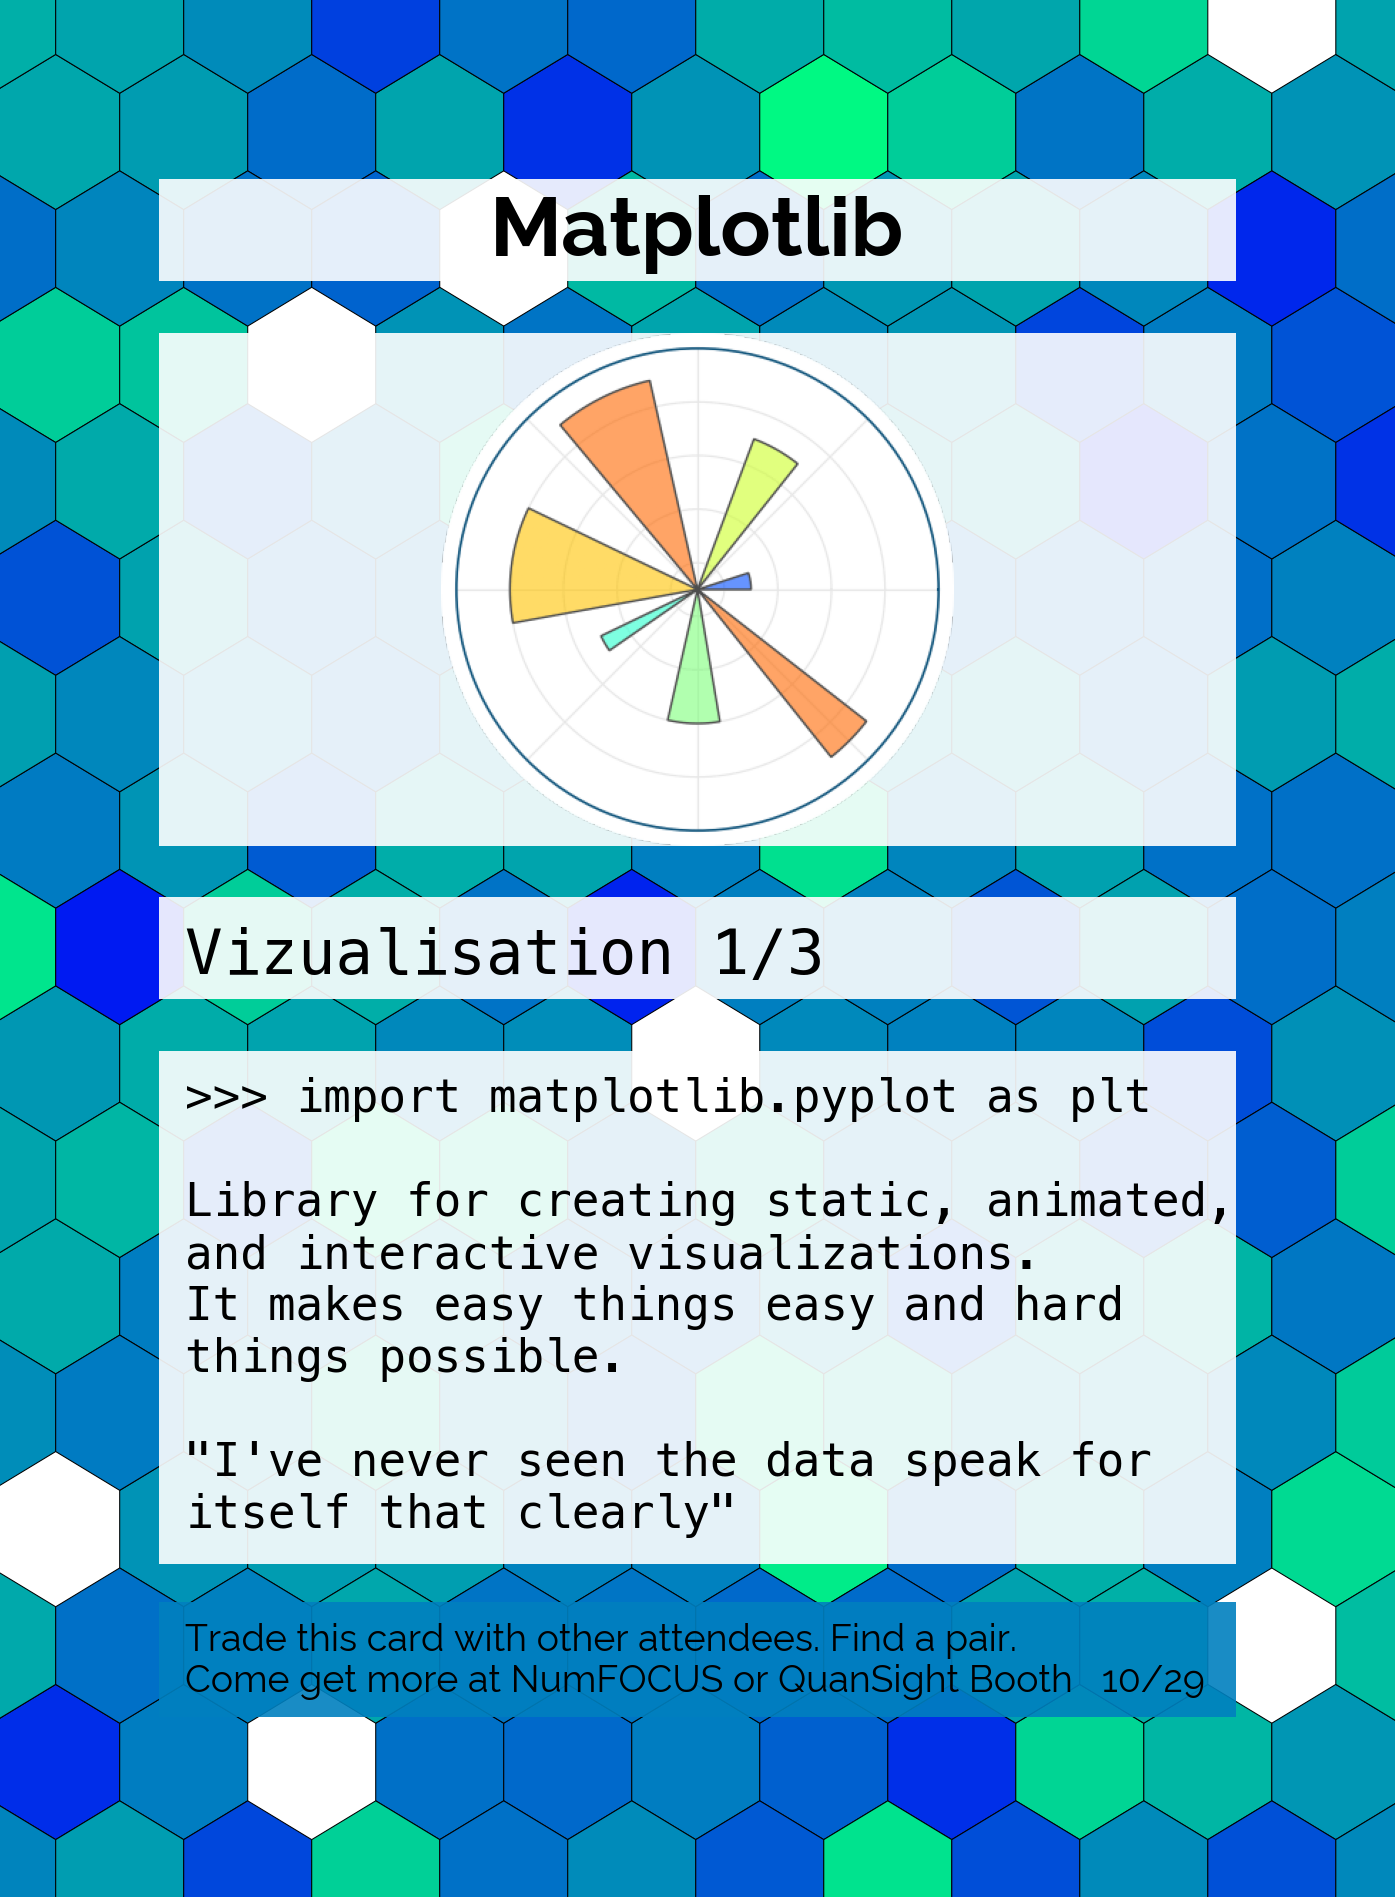 Matplotlib
Vizualisation 1/3
>>> import matplotlib.pyplot as plt
Library for creating static, animated,
and interactive visualizations.
It makes easy things easy and hard
things possible.
"I've never seen the data speak for
itself that clearly"
Trade this card with other attendees. Find a pair.
Come get more at NumFOCUS or QuanSight Booth 10/29